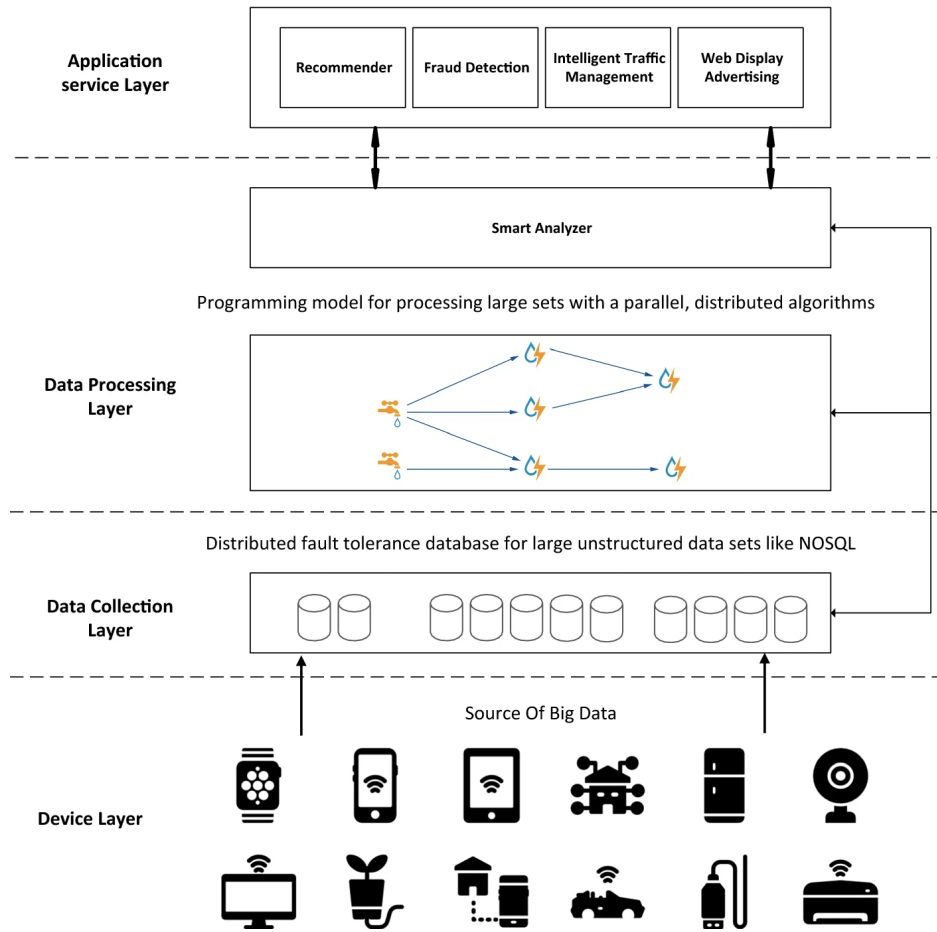 Application
service Layer
Recommender
Fraud Detection
Intelligent Traffic
Management
Web Display
Advertising
Smart Analyzer
Programming model for processing large sets with a parallel, distributed algorithms
Data Processing
Layer
Distributed fault tolerance database for large unstructured data sets like NOSQL
Data Collection
Layer
Source Of Big Data
Device Layer